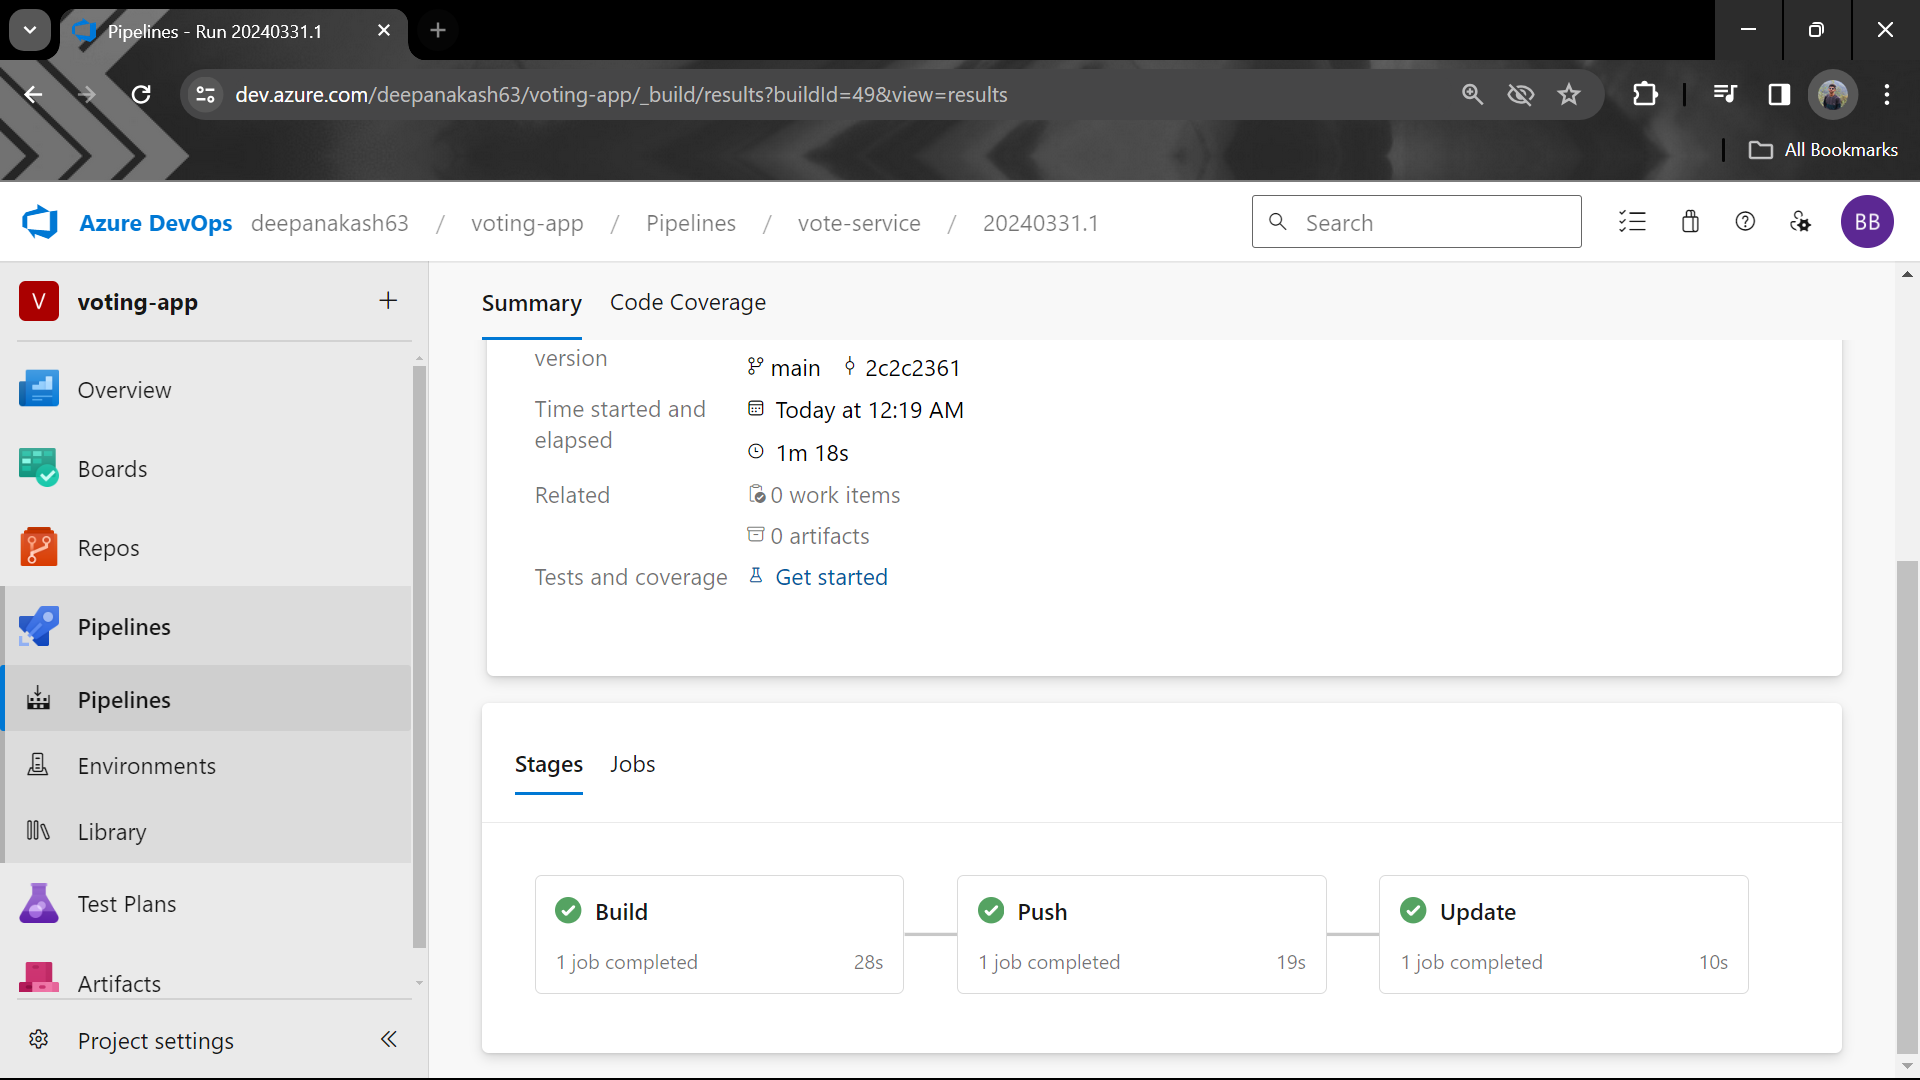 Pipelines - Run 20240331.1
dev.azure.com/deepanakash63/voting-app/_build/results?buildId=49&view=results
All Bookmarks
Azure DevOps deepanakash63 / voting-app / Pipelines / vote-service / 20240331.1
Search
BB
V voting-app
Overview
Boards
Repos
Pipelines
Pipelines
Environments
Library
Test Plans
Artifacts
Project settings
Summary Code Coverage
version main 2c2c2361
Time started and elapsed
Today at 12:19 AM
1m 18s
Related 0 work items
0 artifacts
Tests and coverage Get started
Stages Jobs
Build
1 job completed 28s
Push
1 job completed 19s
Update
1 job completed 10s